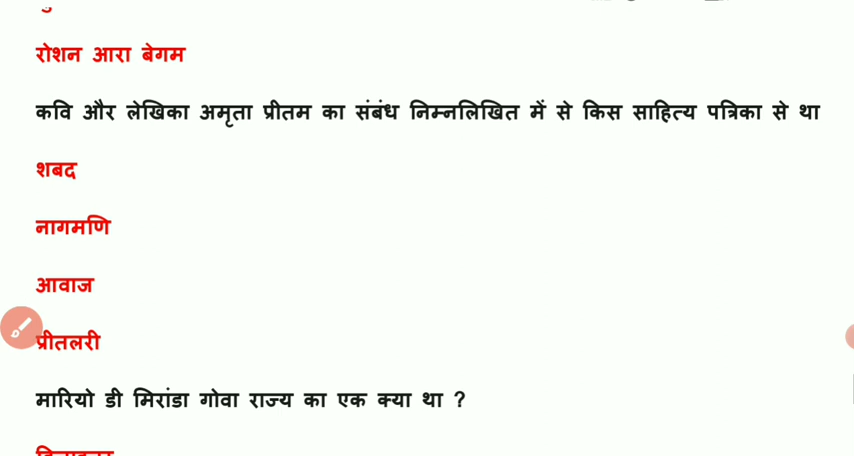 रोशन आरा बेगम
कवि और लेखिका अमृता प्रीतम का संबंध निम्नलिखित में से किस साहित्य पत्रिका से था
शबद
नागमणि
आवाज
प्रीतलरी
मारियो डी मिरांडा गोवा राज्य का एक क्या था ?